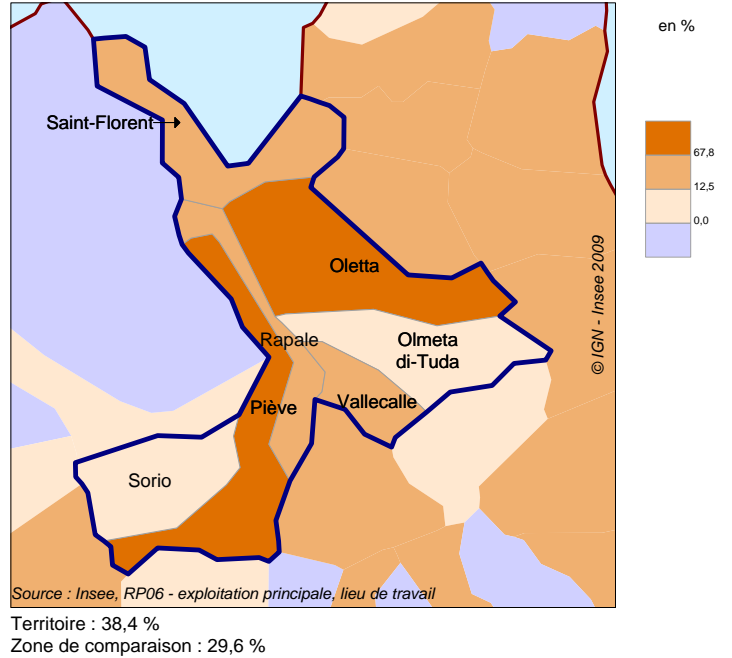 en %
67,8
12,5
0,0
Saint-Florent
Oletta
Rapale
Olmeta
di-Tuda
Piève
Vallecalle
Sorio
© IGN - Insee 2009
Source : Insee, RP06 - exploitation principale, lieu de travail
Territoire : 38,4 %
Zone de comparaison : 29,6 %